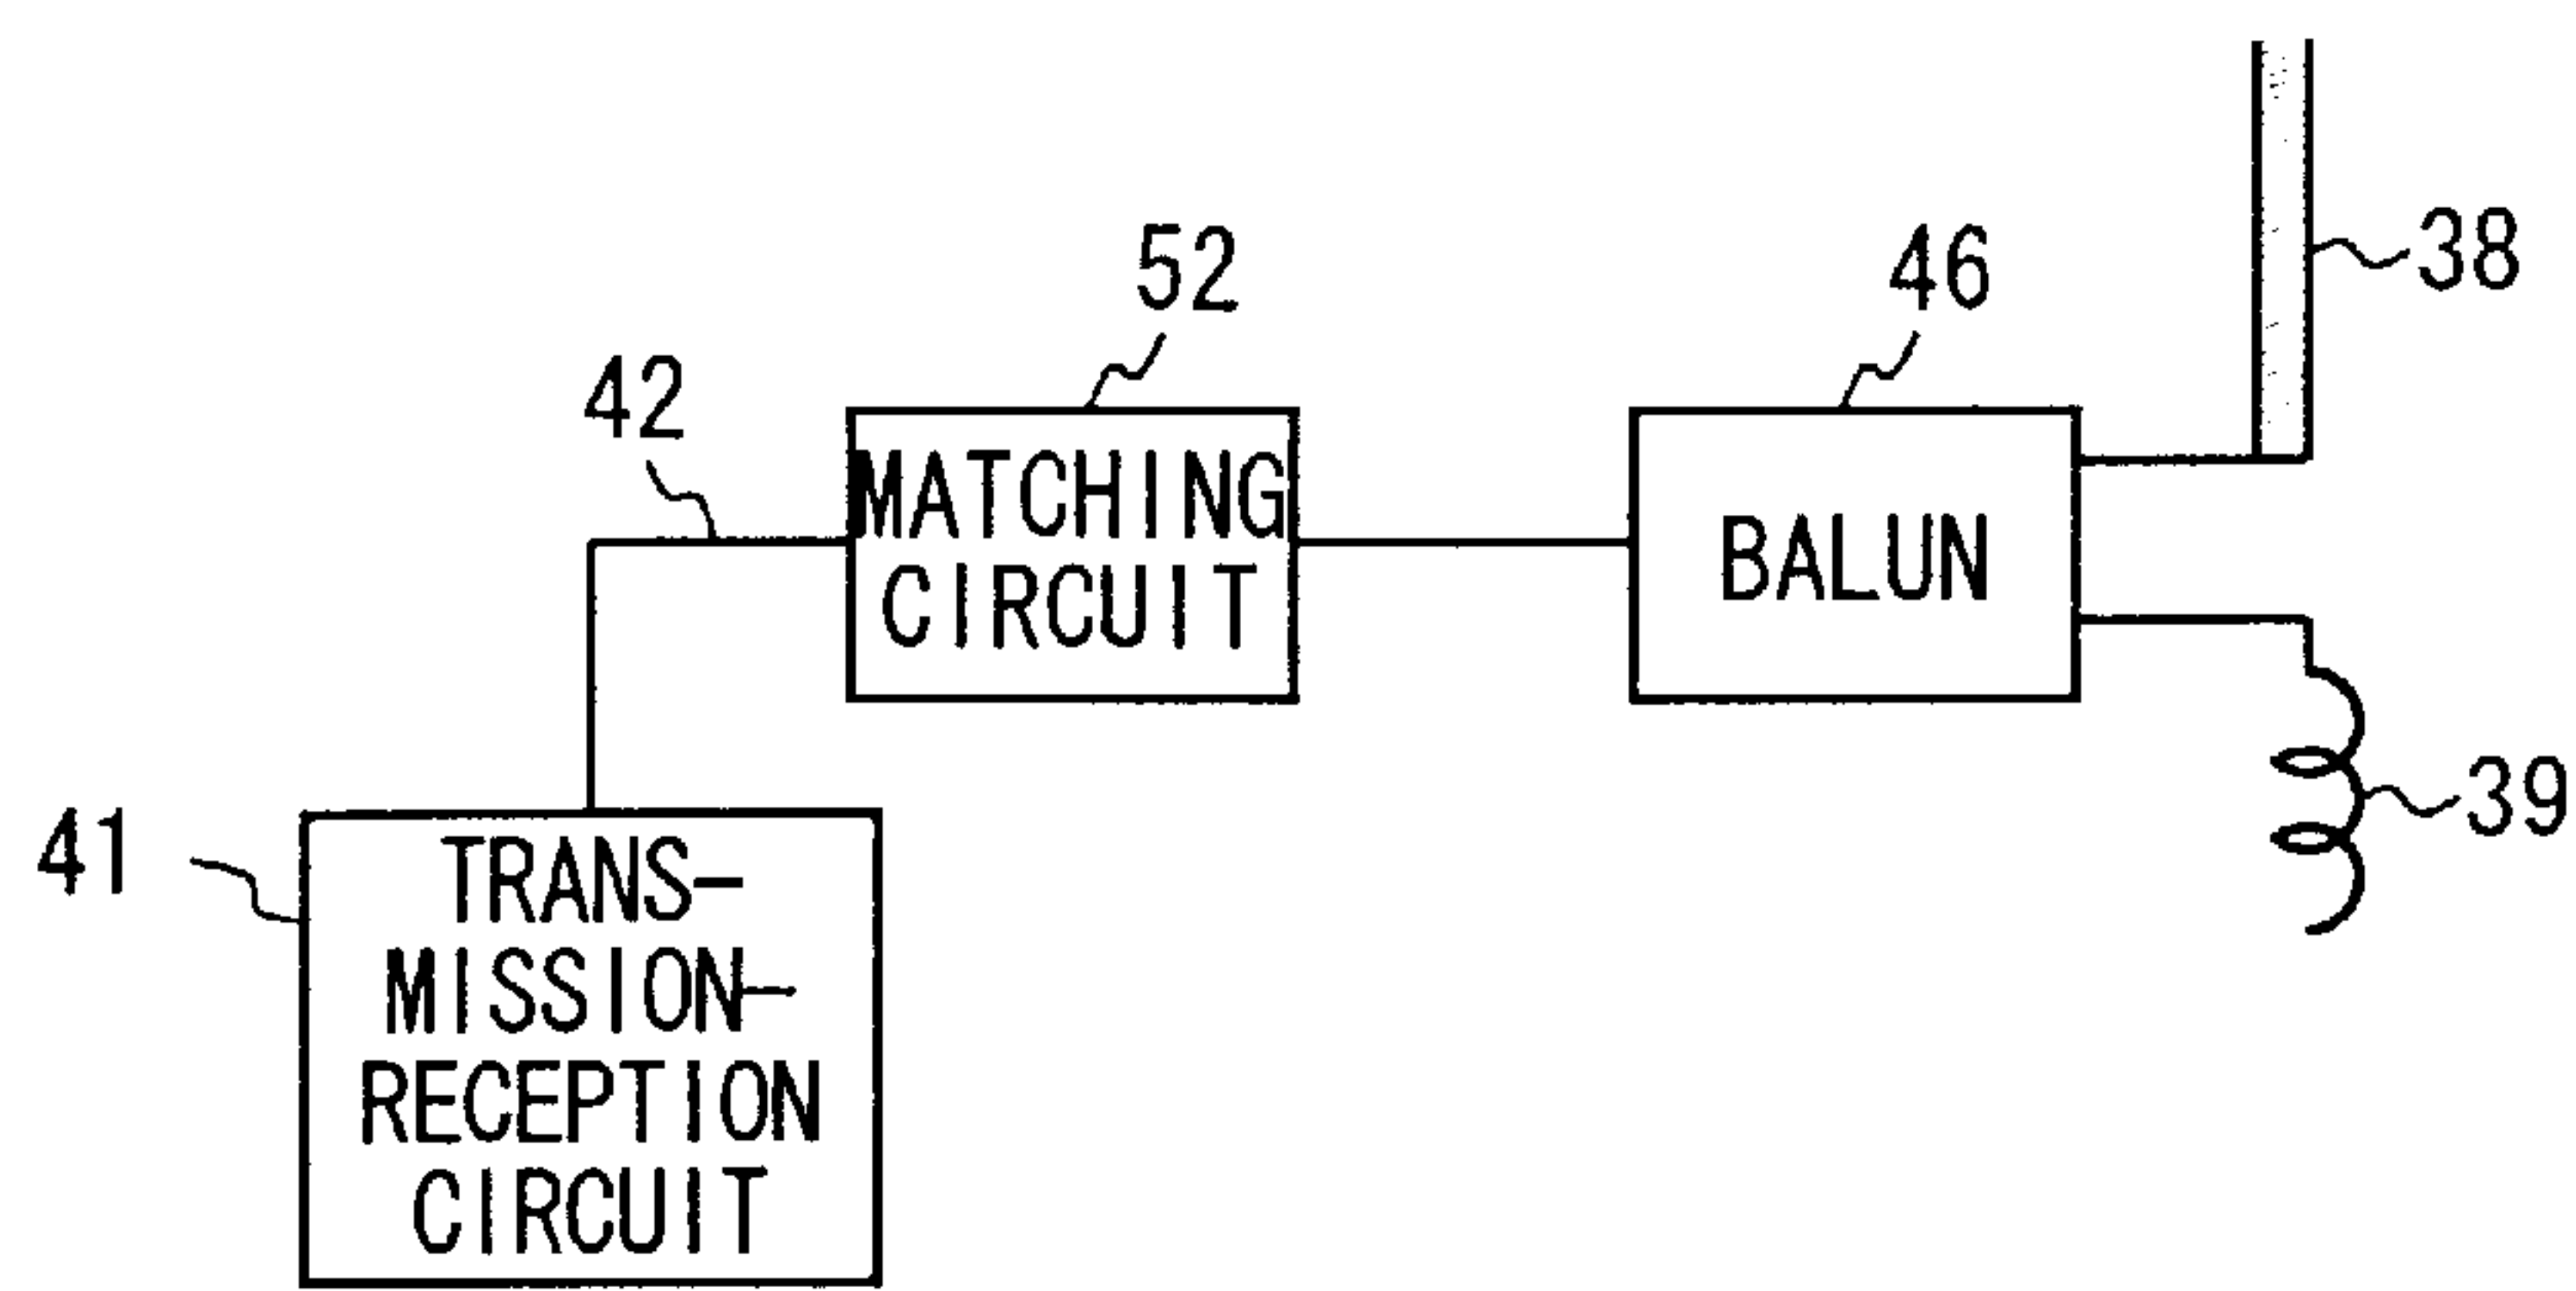 38
52
46
42
MATCHING
CIRCUIT
BALUN
39
41
TRANS-
MISSION-
RECEPTION
CIRCUIT